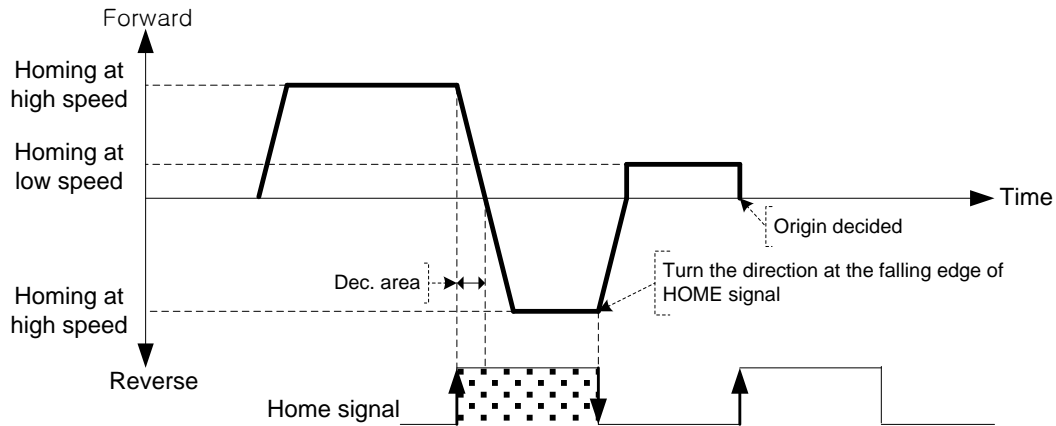 Forward
Homing at
high speed
Homing at
low speed
Time
Origin decided
Dec. area
Turn the direction at the falling edge of
HOME signal
Homing at
high speed
Reverse
Home signal